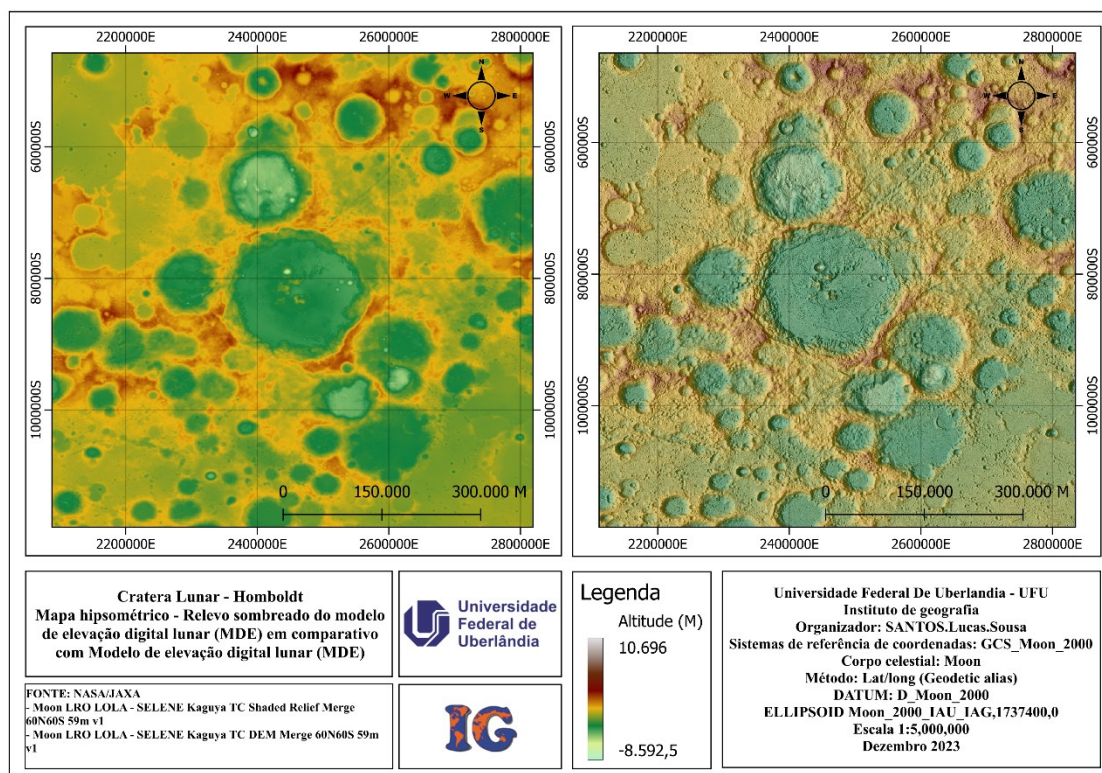 2200000E 2400000E 2600000E 2800000E
2200000E 2400000E 2600000E 2800000E
N
W E
S
N
W E
S
600000S
600000S
800000S
800000S
1000000S
1000000S
600000S
600000S
800000S
800000S
1000000S
1000000S
0 150.000 300.000 M
0 150.000 300.000 M
2200000E 2400000E 2600000E 2800000E
2200000E 2400000E 2600000E 2800000E
Cratera Lunar - Homboldt
Mapa hipsométrico - Relevo sombreado do modelo
de elevação digital lunar (MDE) em comparativo
com Modelo de elevação digital lunar (MDE)
Universidade
Federal de
Uberlândia
FONTE: NASA/JAXA
- Moon LRO LOLA - SELENE Kaguya TC Shaded Relief Merge
60N60S 59m v1
- Moon LRO LOLA - SELENE Kaguya TC DEM Merge 60N60S 59m
v1
IG
Legenda
Altitude (M)
10.696
-8.592,5
Universidade Federal De Uberlandia - UFU
Instituto de geografia
Organizador: SANTOS.Lucas.Sousa
Sistemas de referência de coordenadas: GCS_Moon_2000
Corpo celestial: Moon
Método: Lat/long (Geodetic alias)
DATUM: D_Moon_2000
ELLIPSOID Moon_2000_IAU_IAG,1737400,0
Escala 1:5,000,000
Dezembro 2023